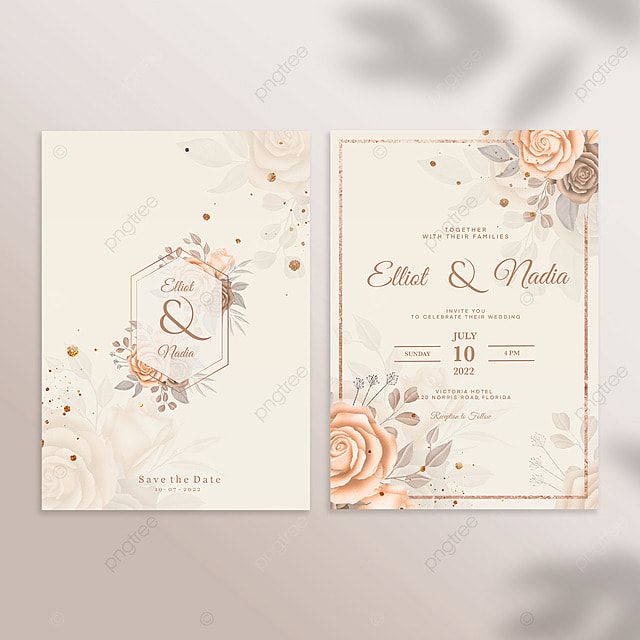 Elliot
&
Nadia
Save the Date
10 - 07 - 2022
TOGETHER
WITH THEIR FAMILIES
Elliot & Nadia
INVITE YOU
TO CELEBRATE THEIR WEDDING
JULY
SUNDAY 10 4 PM
2022
VICTORIA HOTEL
20 NORRIS ROAD, FLORIDA
Reception to Follow
pngtree